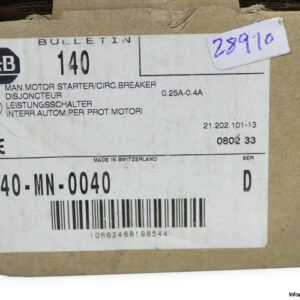 BULLETIN
28910
A-B
140
MAN.MOTOR STARTER/CIRC.BREAKER
DISJONCTEUR
0.25A-0.4A
LEISTUNGSSCHALTER
INTERR.AUTOM.PER PROT.MOTORI
21.202.101-13
0802 33
CE
MADE IN SWITZERLAND
SER.
40-MN-0040
D
10662468198544